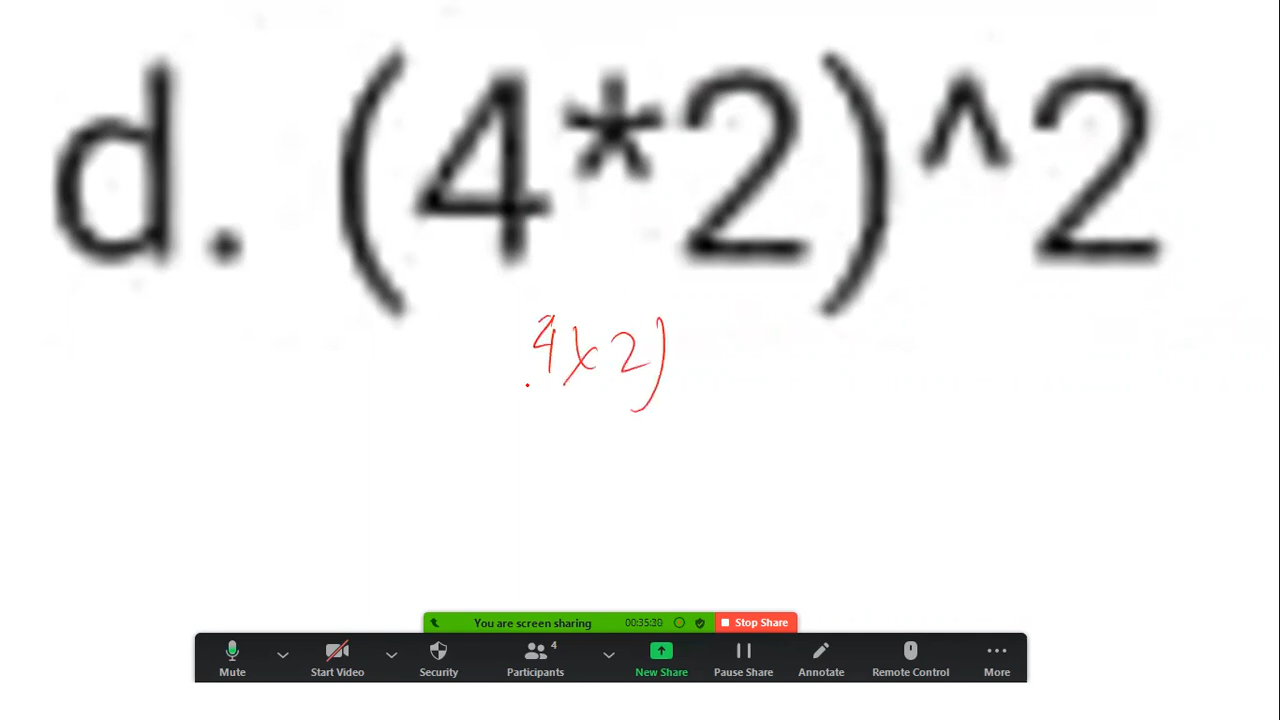 d. (4*2)^2
4x2)
You are screen sharing 00:35:30 Stop Share
Mute Start Video Security Participants 4 New Share Pause Share Annotate Remote Control More